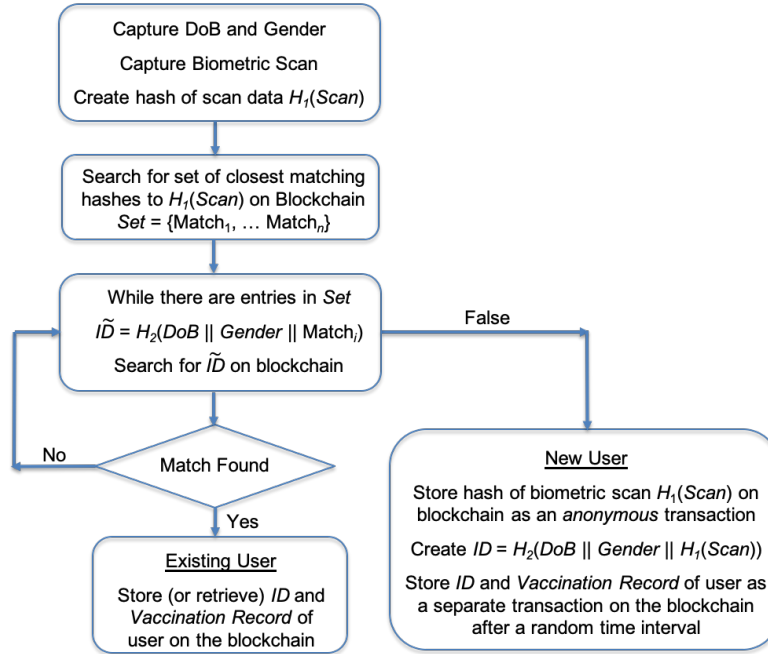 Capture DoB and Gender
Capture Biometric Scan
Create hash of scan data H₁(Scan)
Search for set of closest matching
hashes to H₁(Scan) on Blockchain
Set = {Match₁, … Matchₙ}
While there are entries in Set
ID̃ = H₂(DoB || Gender || Matchᵢ)
Search for ID̃ on blockchain
False
Match Found
No
Yes
Existing User
Store (or retrieve) ID and
Vaccination Record of
user on the blockchain
New User
Store hash of biometric scan H₁(Scan) on
blockchain as an anonymous transaction
Create ID = H₂(DoB || Gender || H₁(Scan))
Store ID and Vaccination Record of user as
a separate transaction on the blockchain
after a random time interval